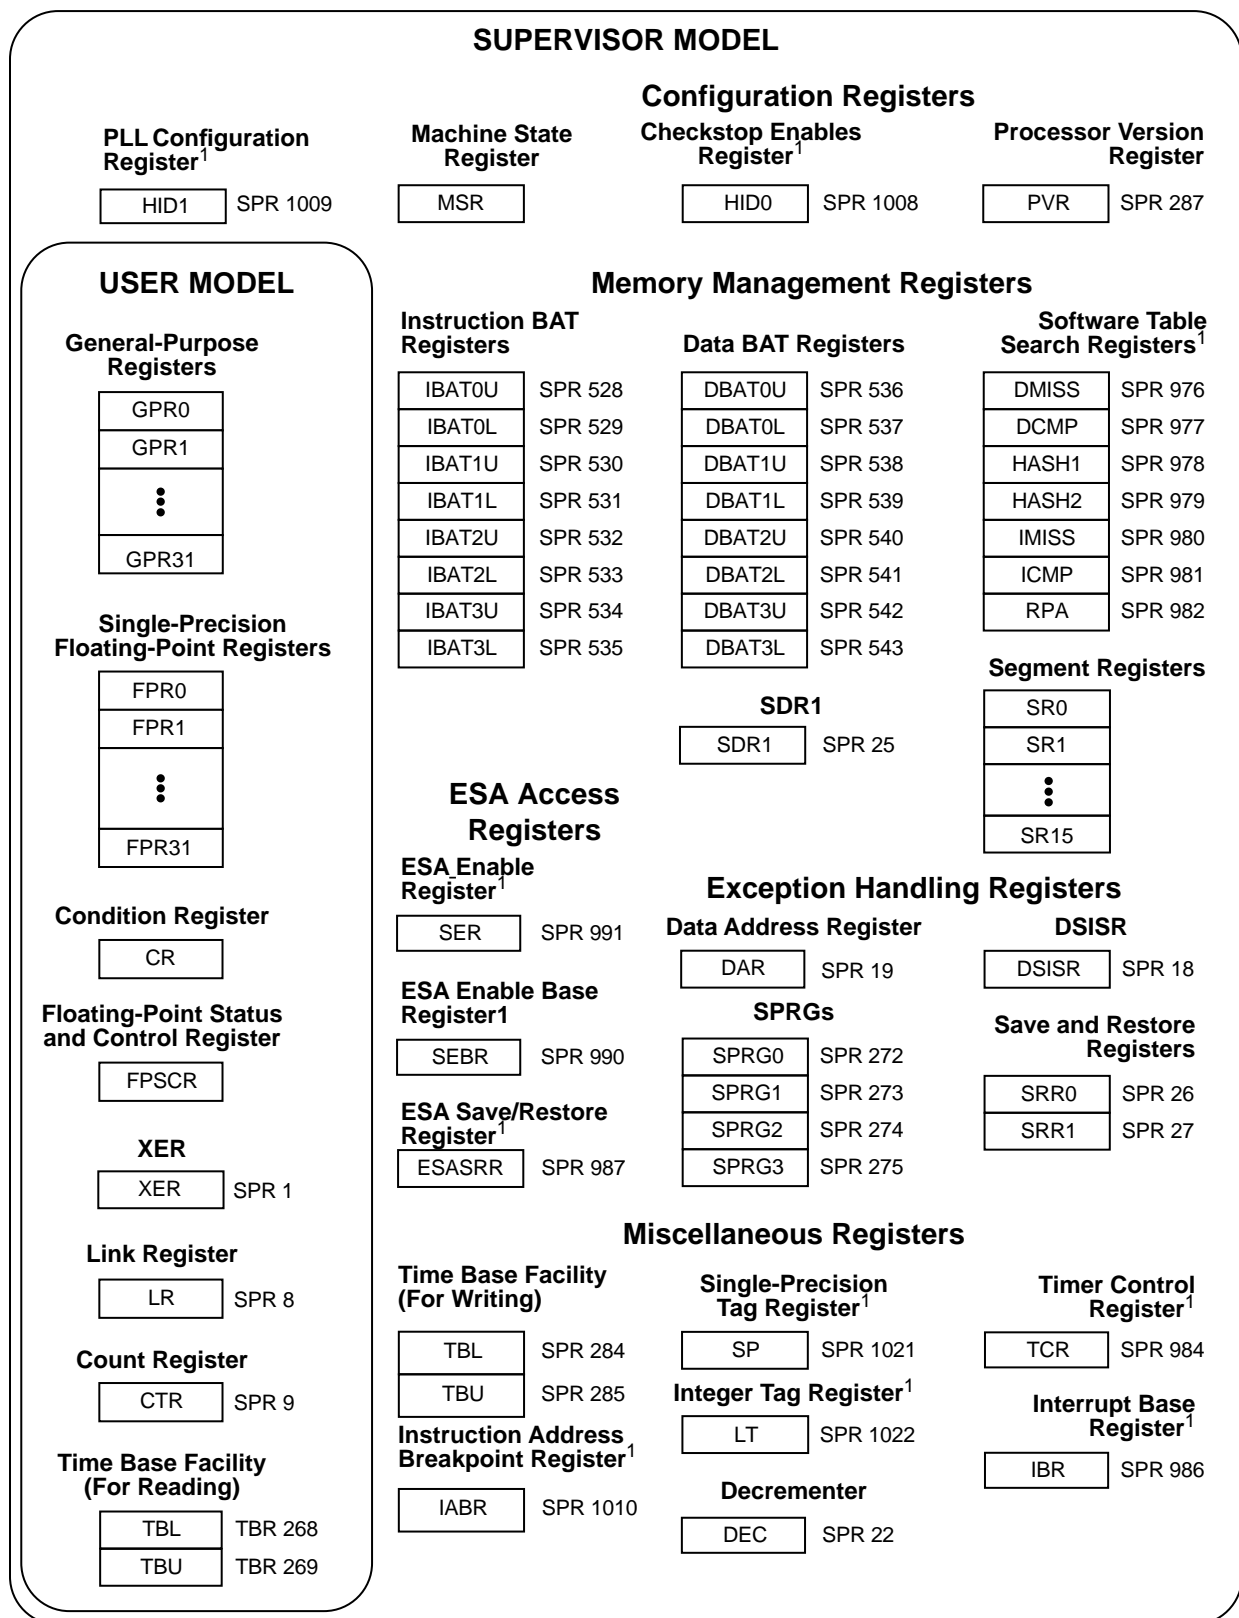 SUPERVISOR MODEL
Configuration Registers
PLL Configuration
Register1
HID1 SPR 1009
Machine State
Register
MSR
Checkstop Enables
Register1
HID0 SPR 1008
Processor Version
Register
PVR SPR 287
USER MODEL
General-Purpose
Registers
GPR0
GPR1
GPR31
Single-Precision
Floating-Point Registers
FPR0
FPR1
FPR31
Condition Register
CR
Floating-Point Status
and Control Register
FPSCR
XER
XER SPR 1
Link Register
LR SPR 8
Count Register
CTR SPR 9
Time Base Facility
(For Reading)
TBL TBR 268
TBU TBR 269
Memory Management Registers
Instruction BAT
Registers
IBAT0U SPR 528
IBAT0L SPR 529
IBAT1U SPR 530
IBAT1L SPR 531
IBAT2U SPR 532
IBAT2L SPR 533
IBAT3U SPR 534
IBAT3L SPR 535
Data BAT Registers
DBAT0U SPR 536
DBAT0L SPR 537
DBAT1U SPR 538
DBAT1L SPR 539
DBAT2U SPR 540
DBAT2L SPR 541
DBAT3U SPR 542
DBAT3L SPR 543
Software Table
Search Registers1
DMISS SPR 976
DCMP SPR 977
HASH1 SPR 978
HASH2 SPR 979
IMISS SPR 980
ICMP SPR 981
RPA SPR 982
SDR1
SDR1 SPR 25
Segment Registers
SR0
SR1
SR15
ESA Access
Registers
ESA Enable
Register1
SER SPR 991
ESA Enable Base
Register1
SEBR SPR 990
ESA Save/Restore
Register1
ESASRR SPR 987
Exception Handling Registers
Data Address Register
DAR SPR 19
DSISR
DSISR SPR 18
SPRGs
SPRG0 SPR 272
SPRG1 SPR 273
SPRG2 SPR 274
SPRG3 SPR 275
Save and Restore
Registers
SRR0 SPR 26
SRR1 SPR 27
Miscellaneous Registers
Time Base Facility
(For Writing)
TBL SPR 284
TBU SPR 285
Instruction Address
Breakpoint Register1
IABR SPR 1010
Single-Precision
Tag Register1
SP SPR 1021
Integer Tag Register1
LT SPR 1022
Decrementer
DEC SPR 22
Timer Control
Register1
TCR SPR 984
Interrupt Base
Register1
IBR SPR 986